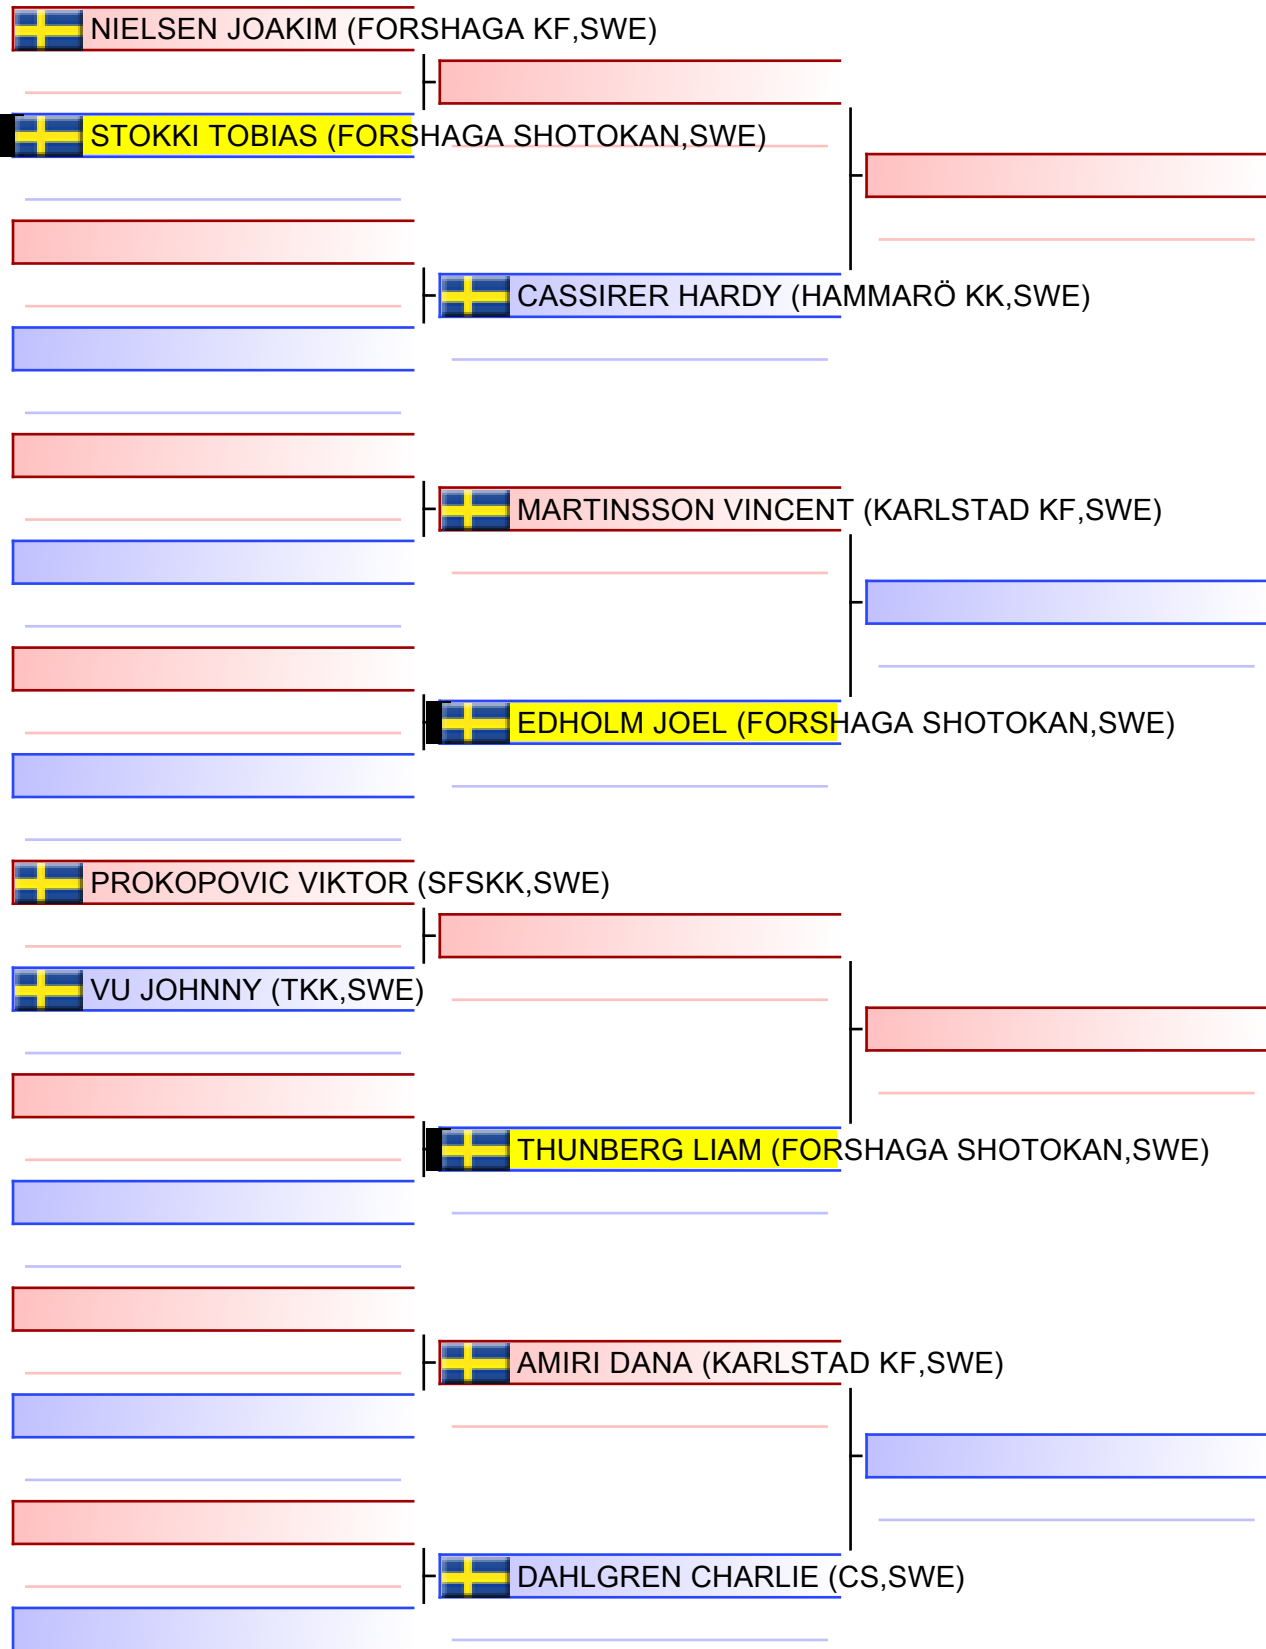 NIELSEN JOAKIM (FORSHAGA KF,SWE)
STOKKI TOBIAS (FORSHAGA SHOTOKAN,SWE)
CASSIRER HARDY (HAMMARÖ KK,SWE)
MARTINSSON VINCENT (KARLSTAD KF,SWE)
EDHOLM JOEL (FORSHAGA SHOTOKAN,SWE)
PROKOPOVIC VIKTOR (SFSKK,SWE)
VU JOHNNY (TKK,SWE)
THUNBERG LIAM (FORSHAGA SHOTOKAN,SWE)
AMIRI DANA (KARLSTAD KF,SWE)
DAHLGREN CHARLIE (CS,SWE)